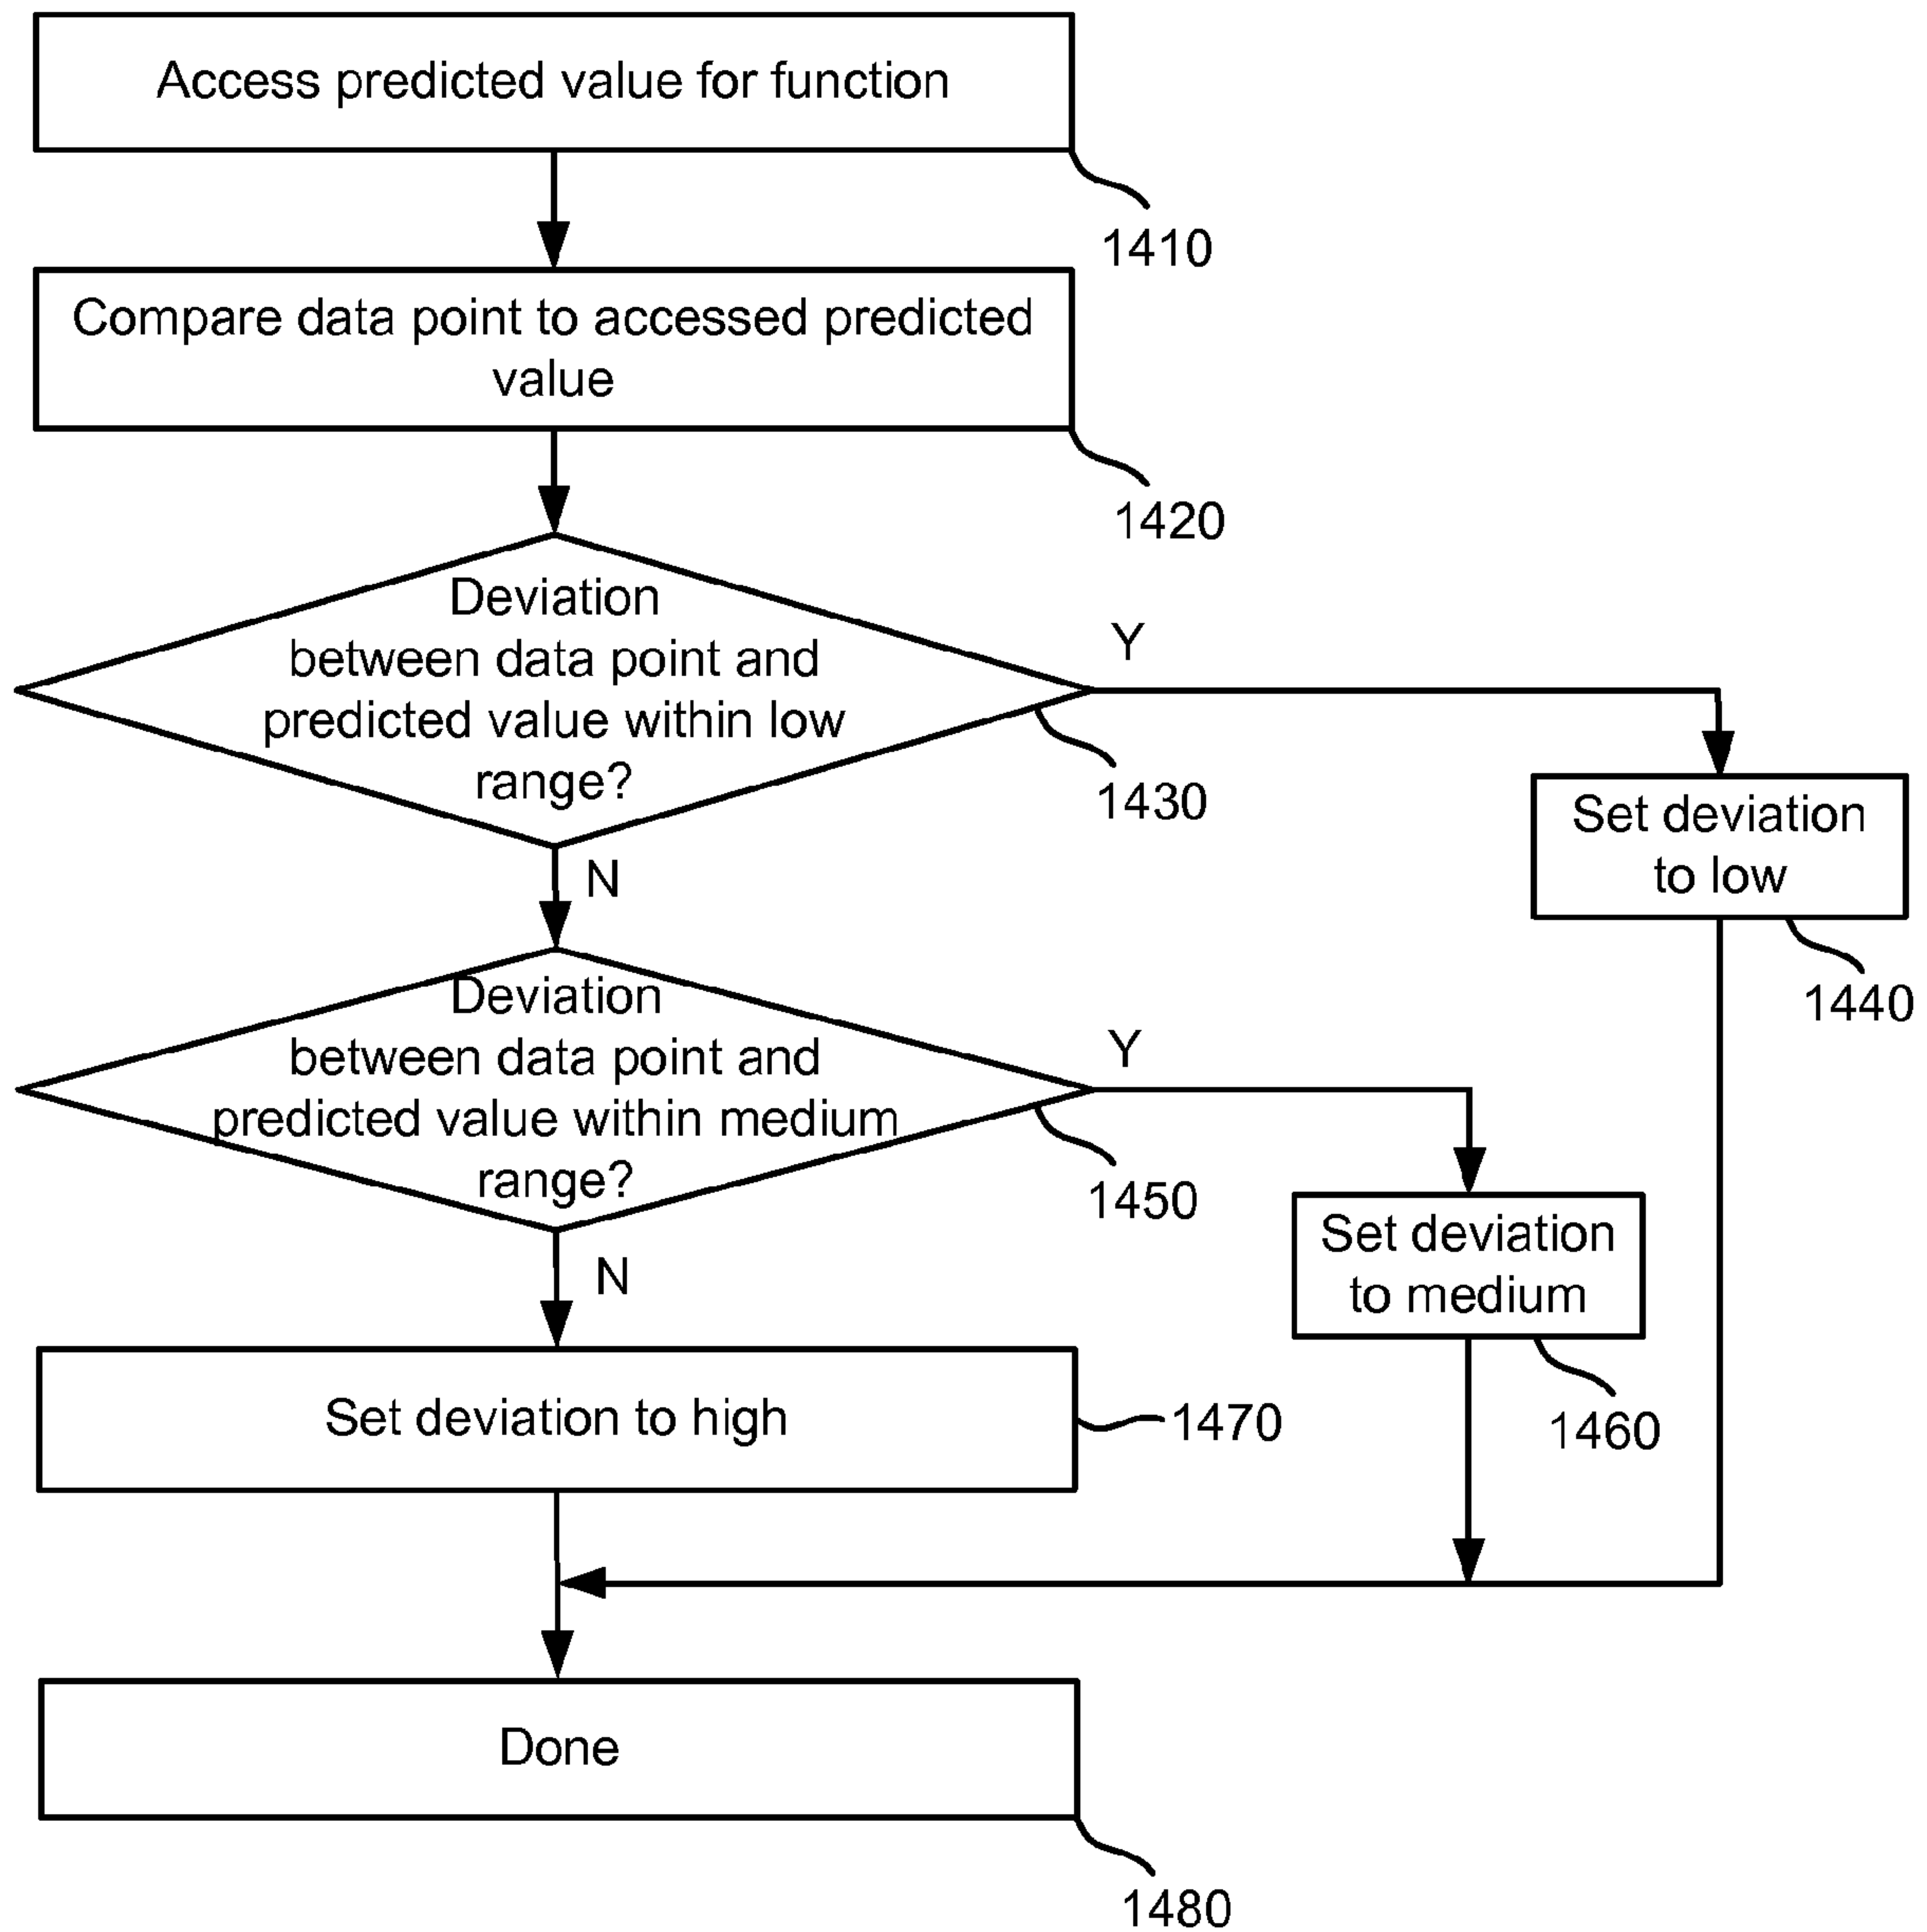 Access predicted value for function
1410
Compare data point to accessed predicted
value
1420
Deviation
between data point and
predicted value within low
range?
Y
1430
N
Set deviation
to low
1440
Deviation
between data point and
predicted value within medium
range?
Y
1450
N
Set deviation
to medium
1460
Set deviation to high
1470
Done
1480